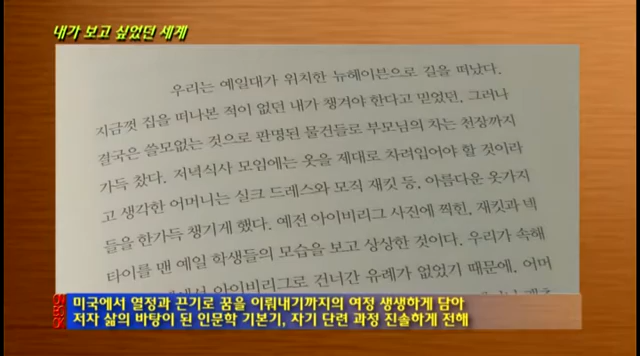 내가 보고 싶었던 세계
우리는 예일대가 위치한 뉴헤이븐으로 길을 떠났다.
지금껏 집을 떠나본 적이 없던 내가 챙겨야 한다고 믿었던, 그러나
결국은 쓸모없는 것으로 판명된 물건들로 부모님의 차는 천장까지
가득 찼다. 저녁식사 모임에는 옷을 제대로 차려입어야 할 것이라
고 생각한 어머니는 실크 드레스와 모직 재킷 등, 아름다운 옷가지
들을 한가득 챙기게 했다. 예전 아이비리그 사진에 찍힌, 재킷과 넥
타이를 맨 예일 학생들의 모습을 보고 상상한 것이다. 우리가 속해
아이비리그로 건너간 유례가 없었기 때문에, 어머
미국에서 열정과 끈기로 꿈을 이뤄내기까지의 여정 생생하게 담아
저자 삶의 바탕이 된 인문학 기본기, 자기 단련 과정 진솔하게 전해